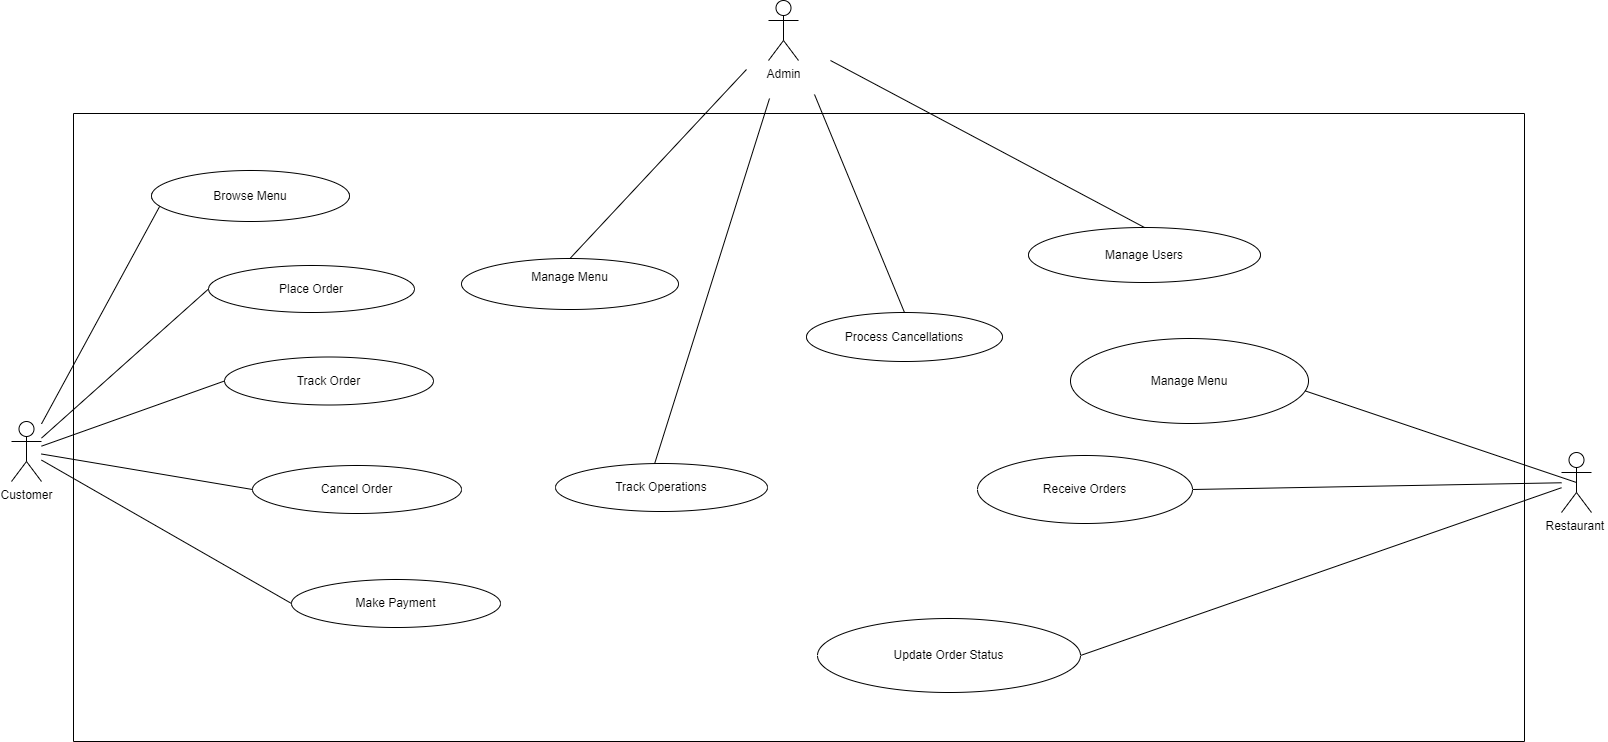 Admin
Browse Menu
Manage Users
Manage Menu
Place Order
Process Cancellations
Track Order
Manage Menu
Track Operations
Cancel Order
Receive Orders
Customer
Restaurant
Make Payment
Update Order Status